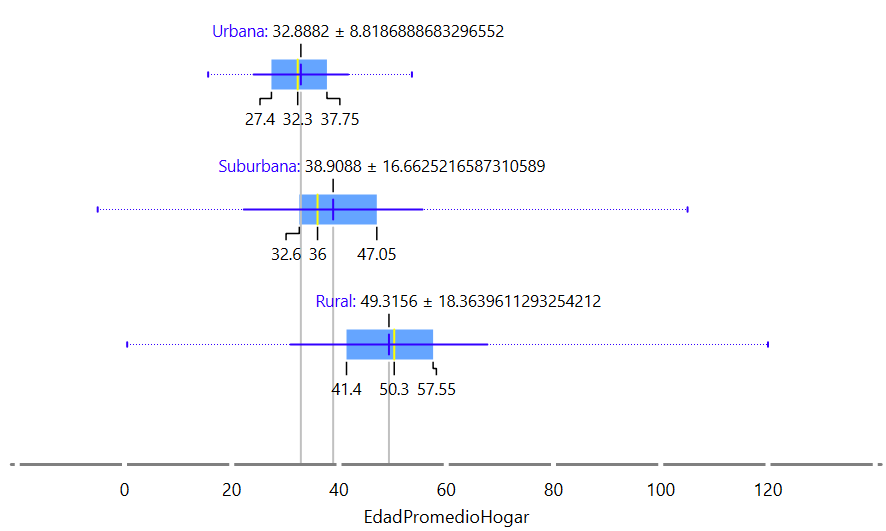 Urbana: 32.8882 ± 8.8186888683296552
27.4 32.3 37.75
Suburbana: 38.9088 ± 16.6625216587310589
32.6 36 47.05
Rural: 49.3156 ± 18.3639611293254212
41.4 50.3 57.55
0 20 40 60 80 100 120
EdadPromedioHogar